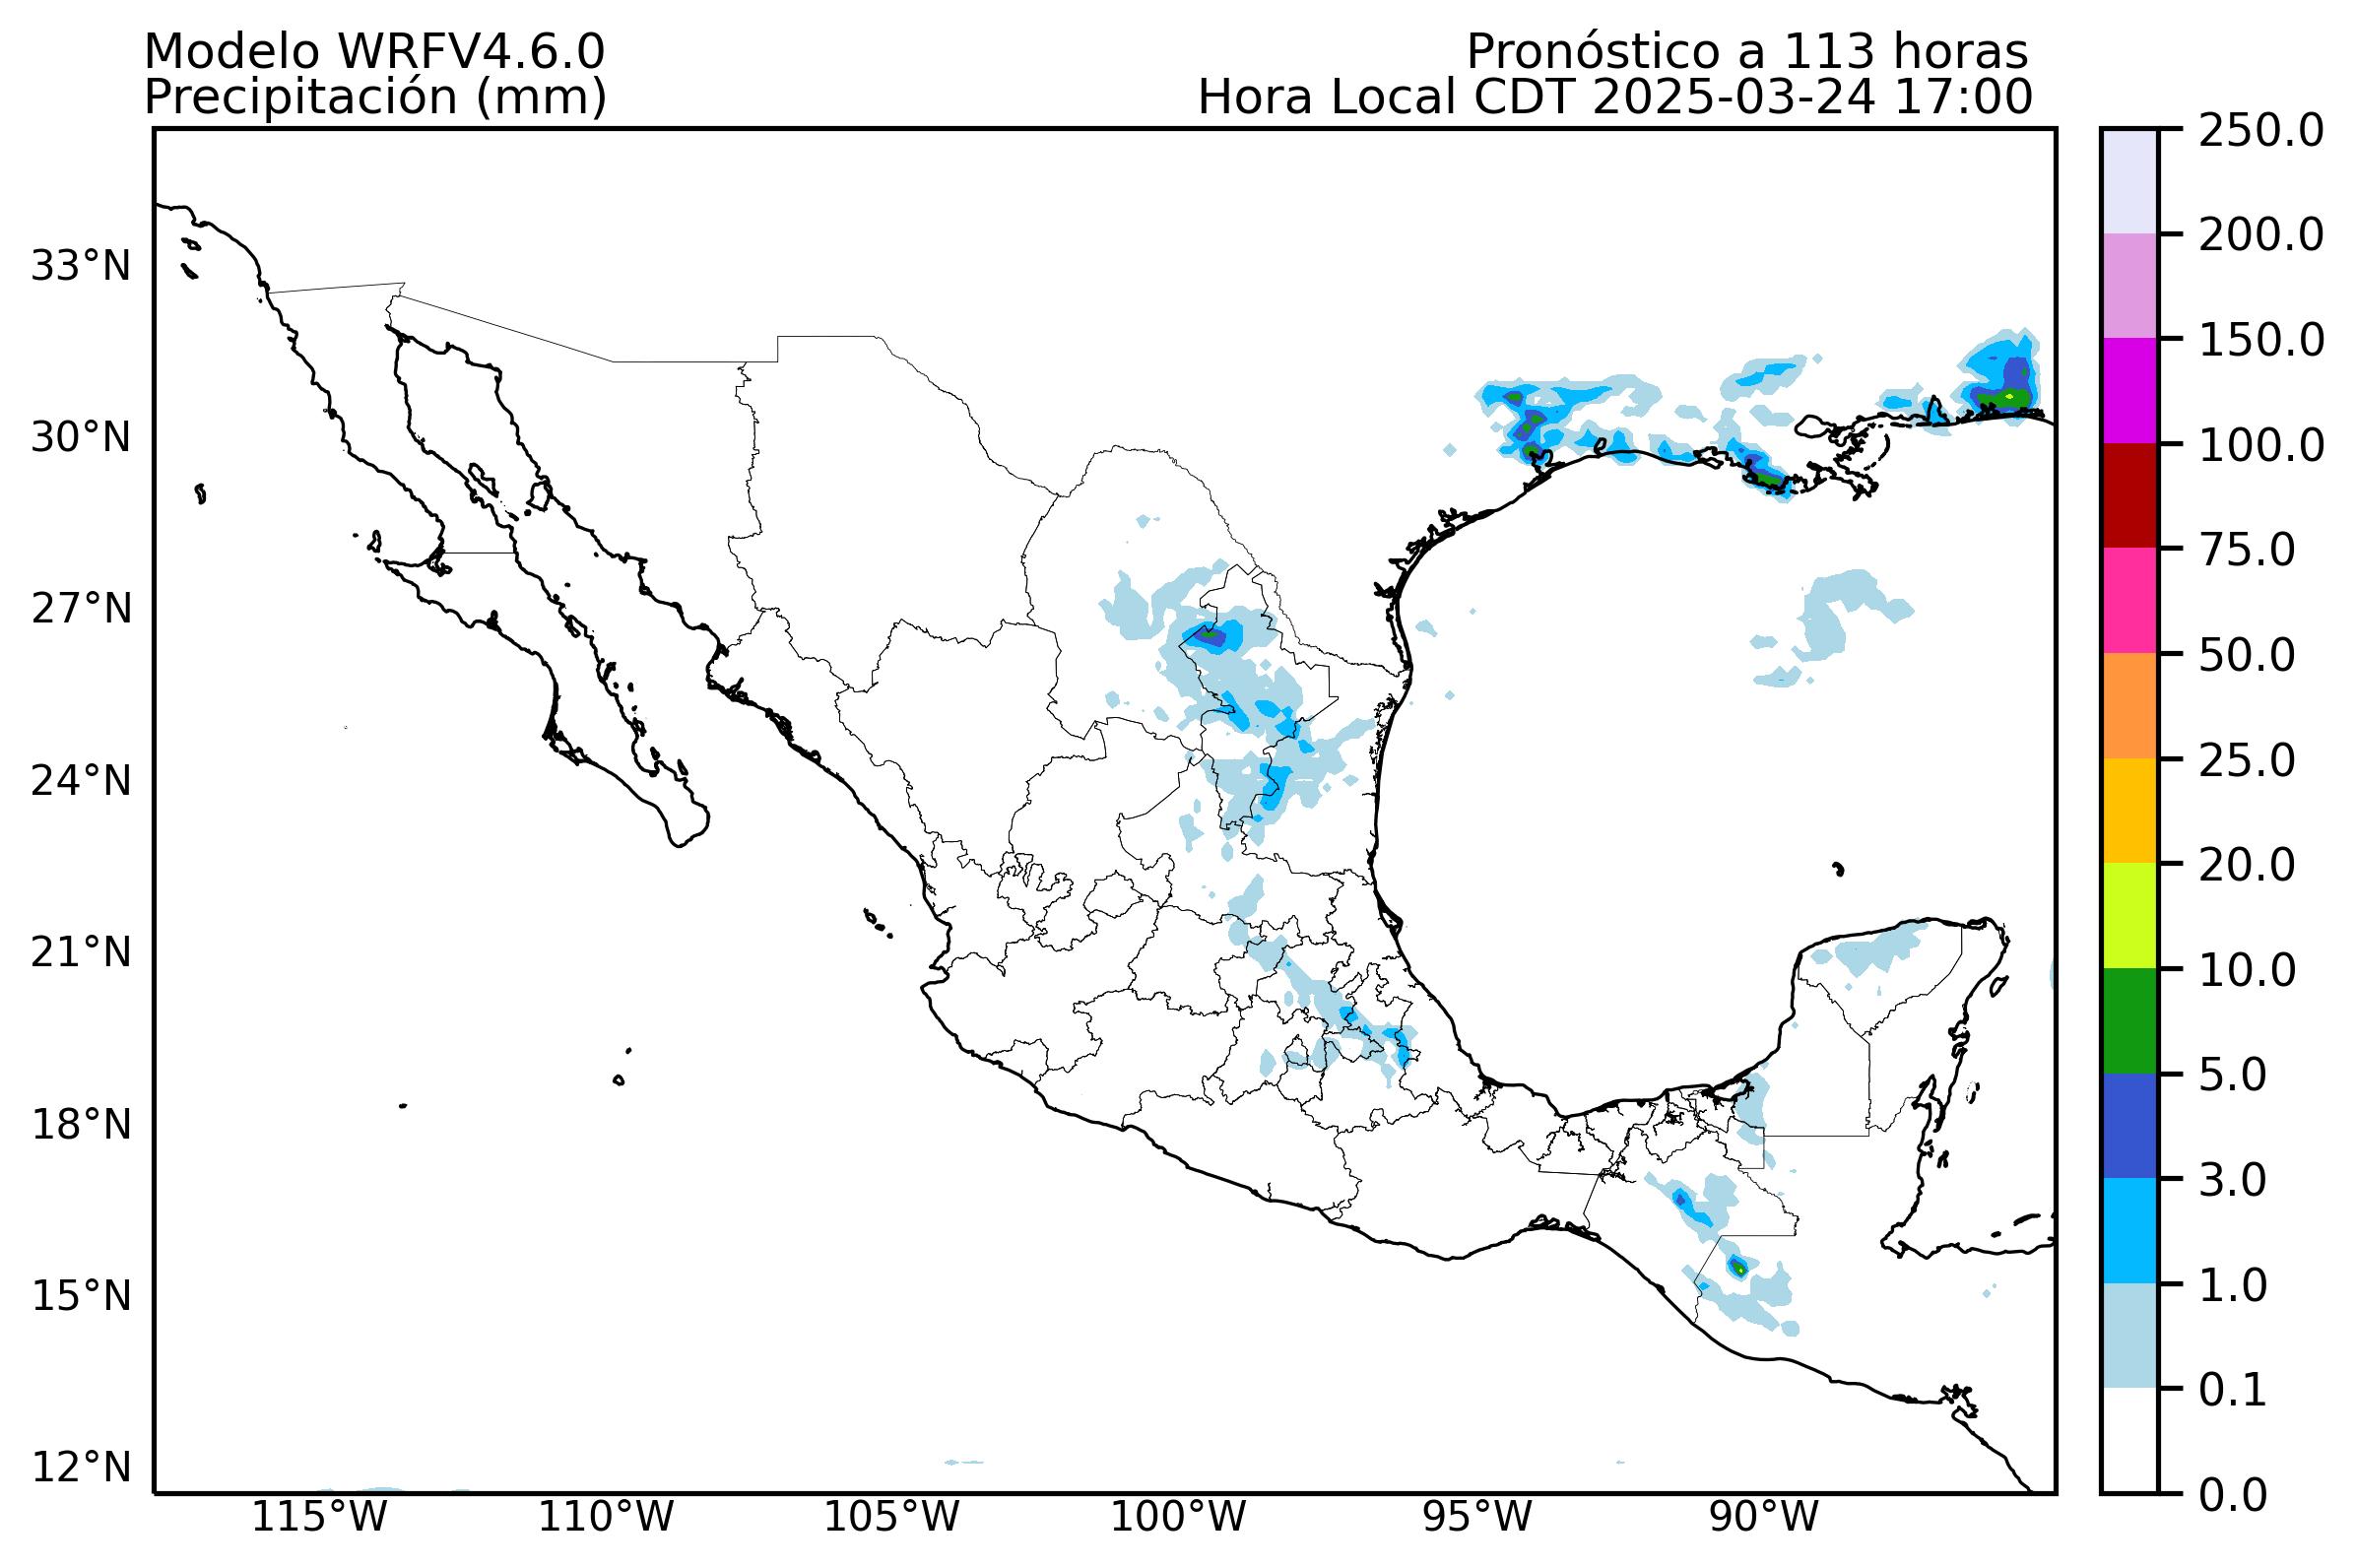 Modelo WRFV4.6.0
Precipitación (mm)
Pronóstico a 113 horas
Hora Local CDT 2025-03-24 17:00
33°N
30°N
27°N
24°N
21°N
18°N
15°N
12°N
115°W
110°W
105°W
100°W
95°W
90°W
250.0
200.0
150.0
100.0
75.0
50.0
25.0
20.0
10.0
5.0
3.0
1.0
0.1
0.0